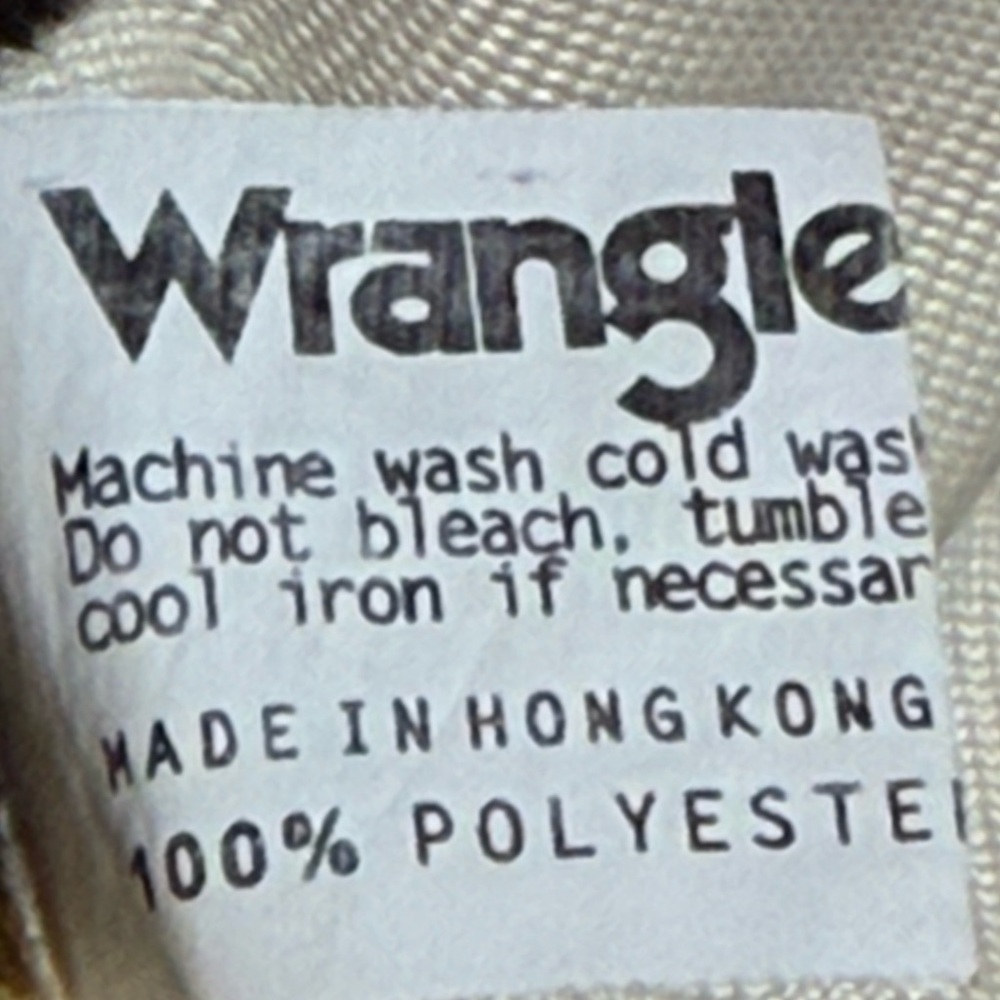 Wrangle
Machine wash cold was
Do not bleach, tumble
cool iron if necessar
MADE IN HONG KONG
100% POLYESTE